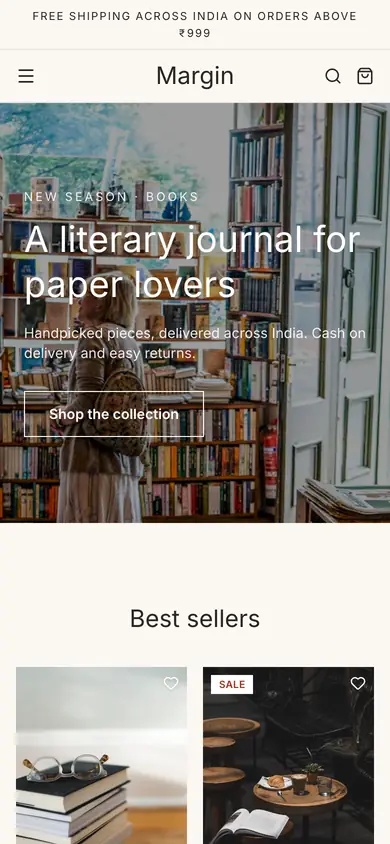 FREE SHIPPING ACROSS INDIA ON ORDERS ABOVE
₹999
Margin
NEW SEASON · BOOKS
A literary journal for
paper lovers
Handpicked pieces, delivered across India. Cash on
delivery and easy returns.
Shop the collection
Best sellers
SALE